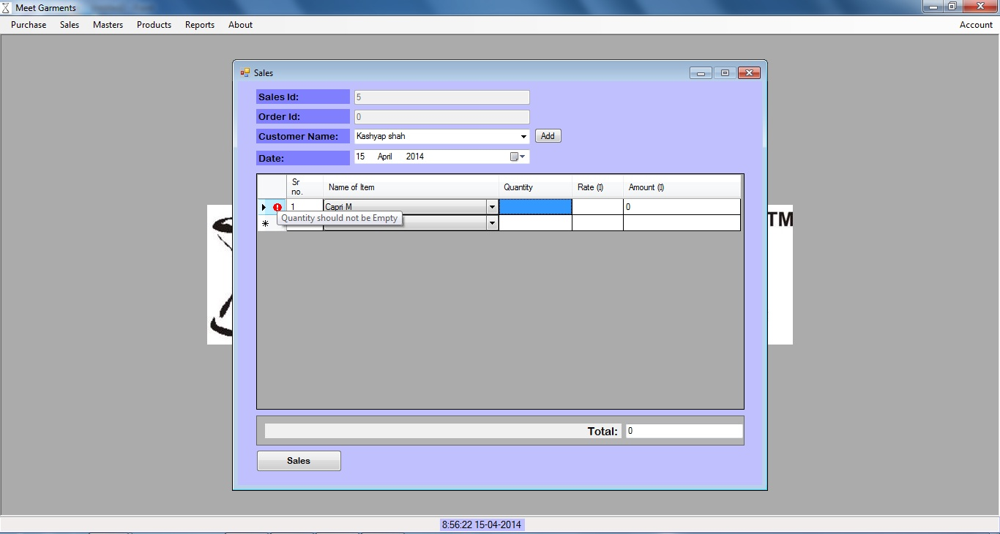 Meet Garments
Purchase Sales Masters Products Reports About Account
Sales
Sales Id: 5
Order Id: 0
Customer Name: Kashyap shah Add
Date: 15 April 2014
Sr no. Name of Item Quantity Rate (▯) Amount (▯)
1 Capri M 0
Quantity should not be Empty
TM
Total: 0
Sales
8:56:22 15-04-2014